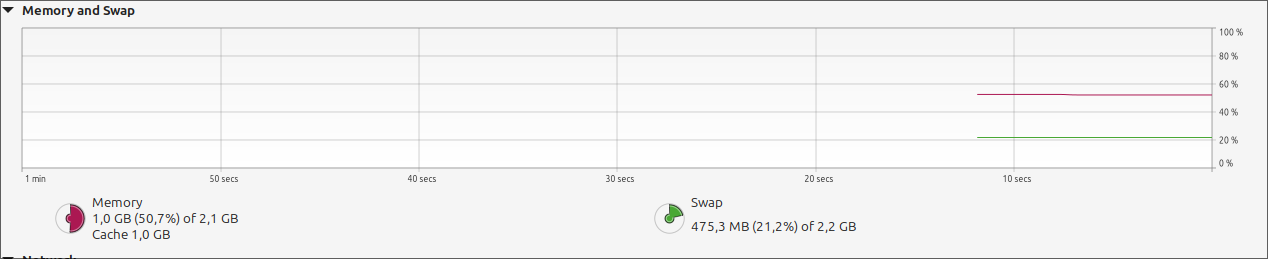 Memory and Swap
100 %
80 %
60 %
40 %
20 %
0 %
1 min
50 secs
40 secs
30 secs
20 secs
10 secs
Memory
1,0 GB (50,7%) of 2,1 GB
Cache 1,0 GB
Swap
475,3 MB (21,2%) of 2,2 GB